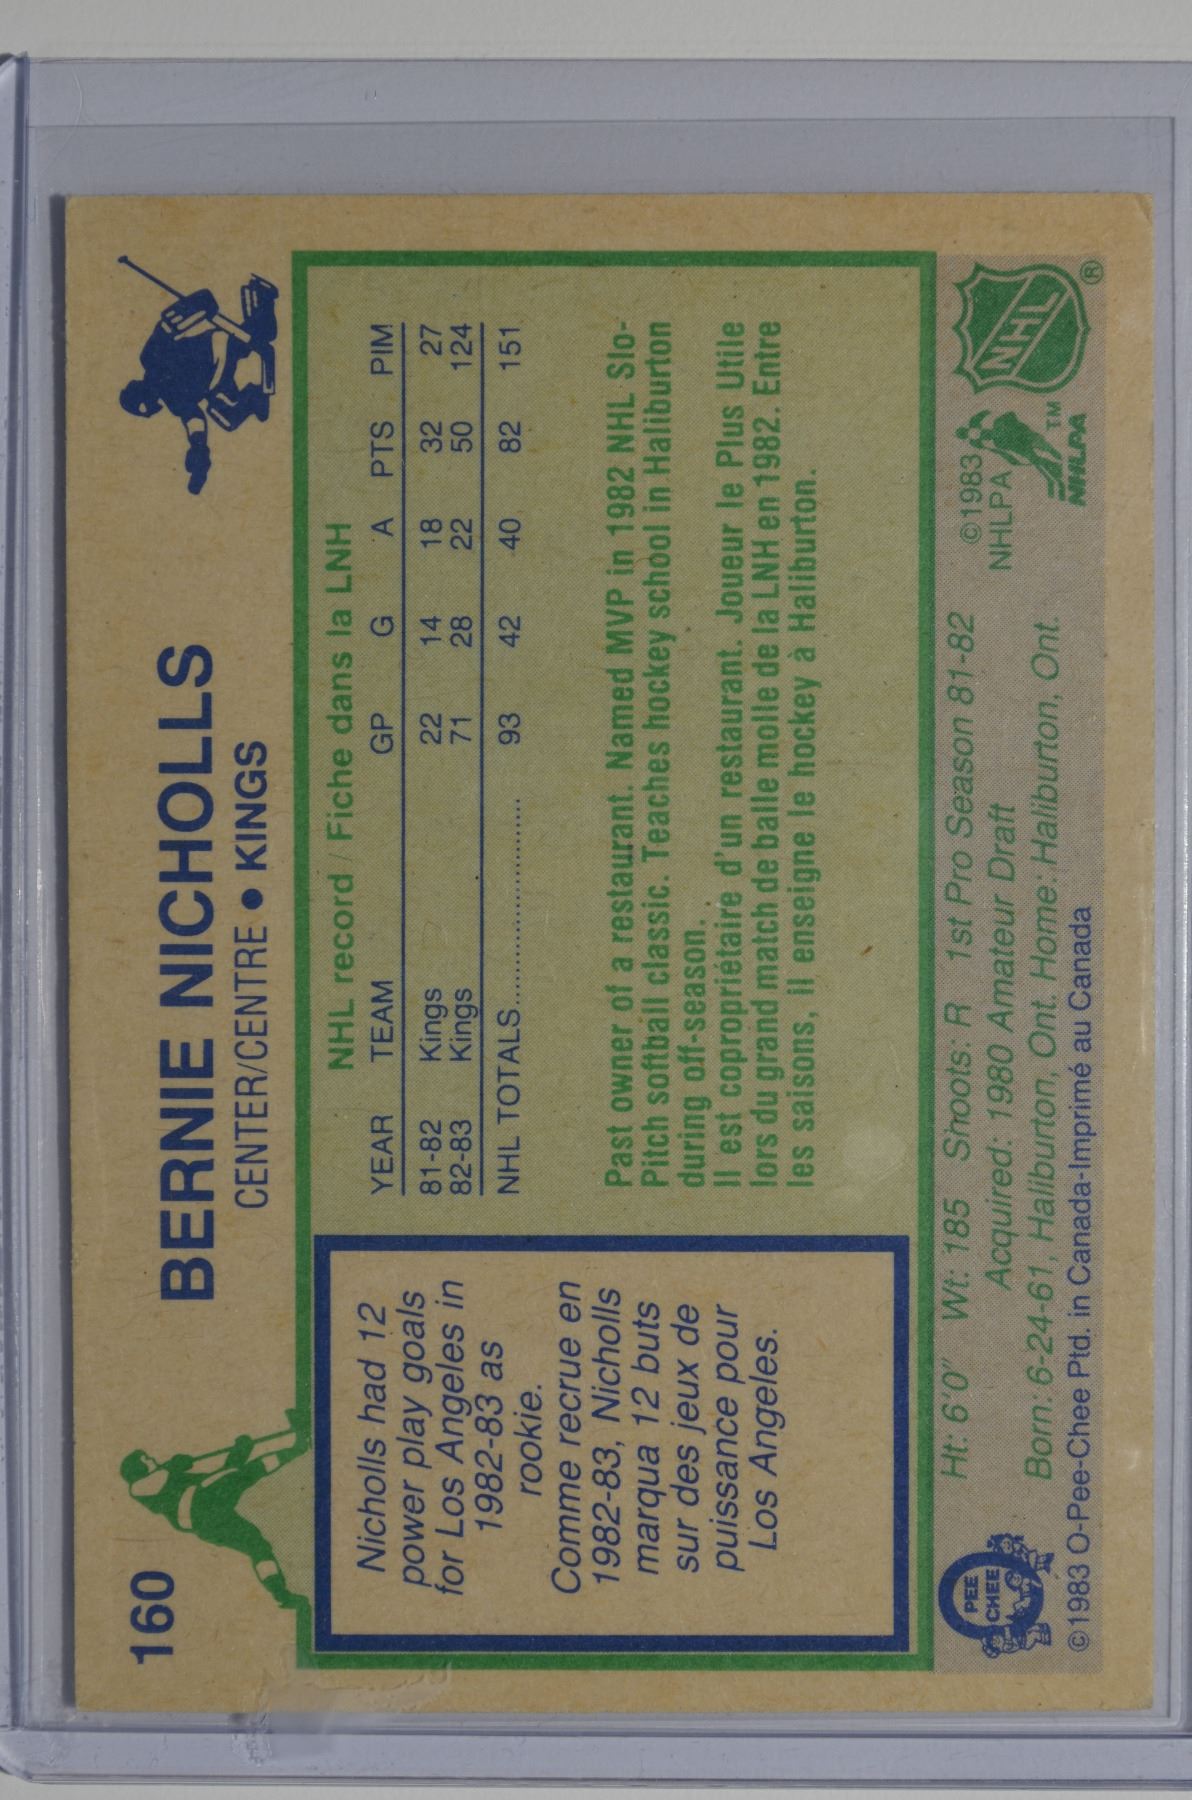 160
BERNIE NICHOLLS
CENTER/CENTRE • KINGS
Nicholls had 12
power play goals
for Los Angeles in
1982-83 as
rookie.
Comme recrue en
1982-83, Nicholls
marqua 12 buts
sur des jeux de
puissance pour
Los Angeles.
NHL record / Fiche dans la LNH
YEAR TEAM GP G A PTS PIM
81-82 Kings 22 14 18 32 27
82-83 Kings 71 28 22 50 124
NHL TOTALS.................... 93 42 40 82 151
Past owner of a restaurant. Named MVP in 1982 NHL Slo-
Pitch softball classic. Teaches hockey school in Haliburton
during off-season.
Il est copropriétaire d'un restaurant. Joueur le Plus Utile
lors du grand match de balle molle de la LNH en 1982. Entre
les saisons, il enseigne le hockey à Haliburton.
PEE
CHEE
Ht: 6'0" Wt: 185 Shoots: R 1st Pro Season 81-82
Acquired: 1980 Amateur Draft
Born: 6-24-61, Haliburton, Ont. Home: Haliburton, Ont.
©1983 O-Pee-Chee Ptd. in Canada-Imprimé au Canada
©1983
NHLPA
TM
NHLPA
NHL
®